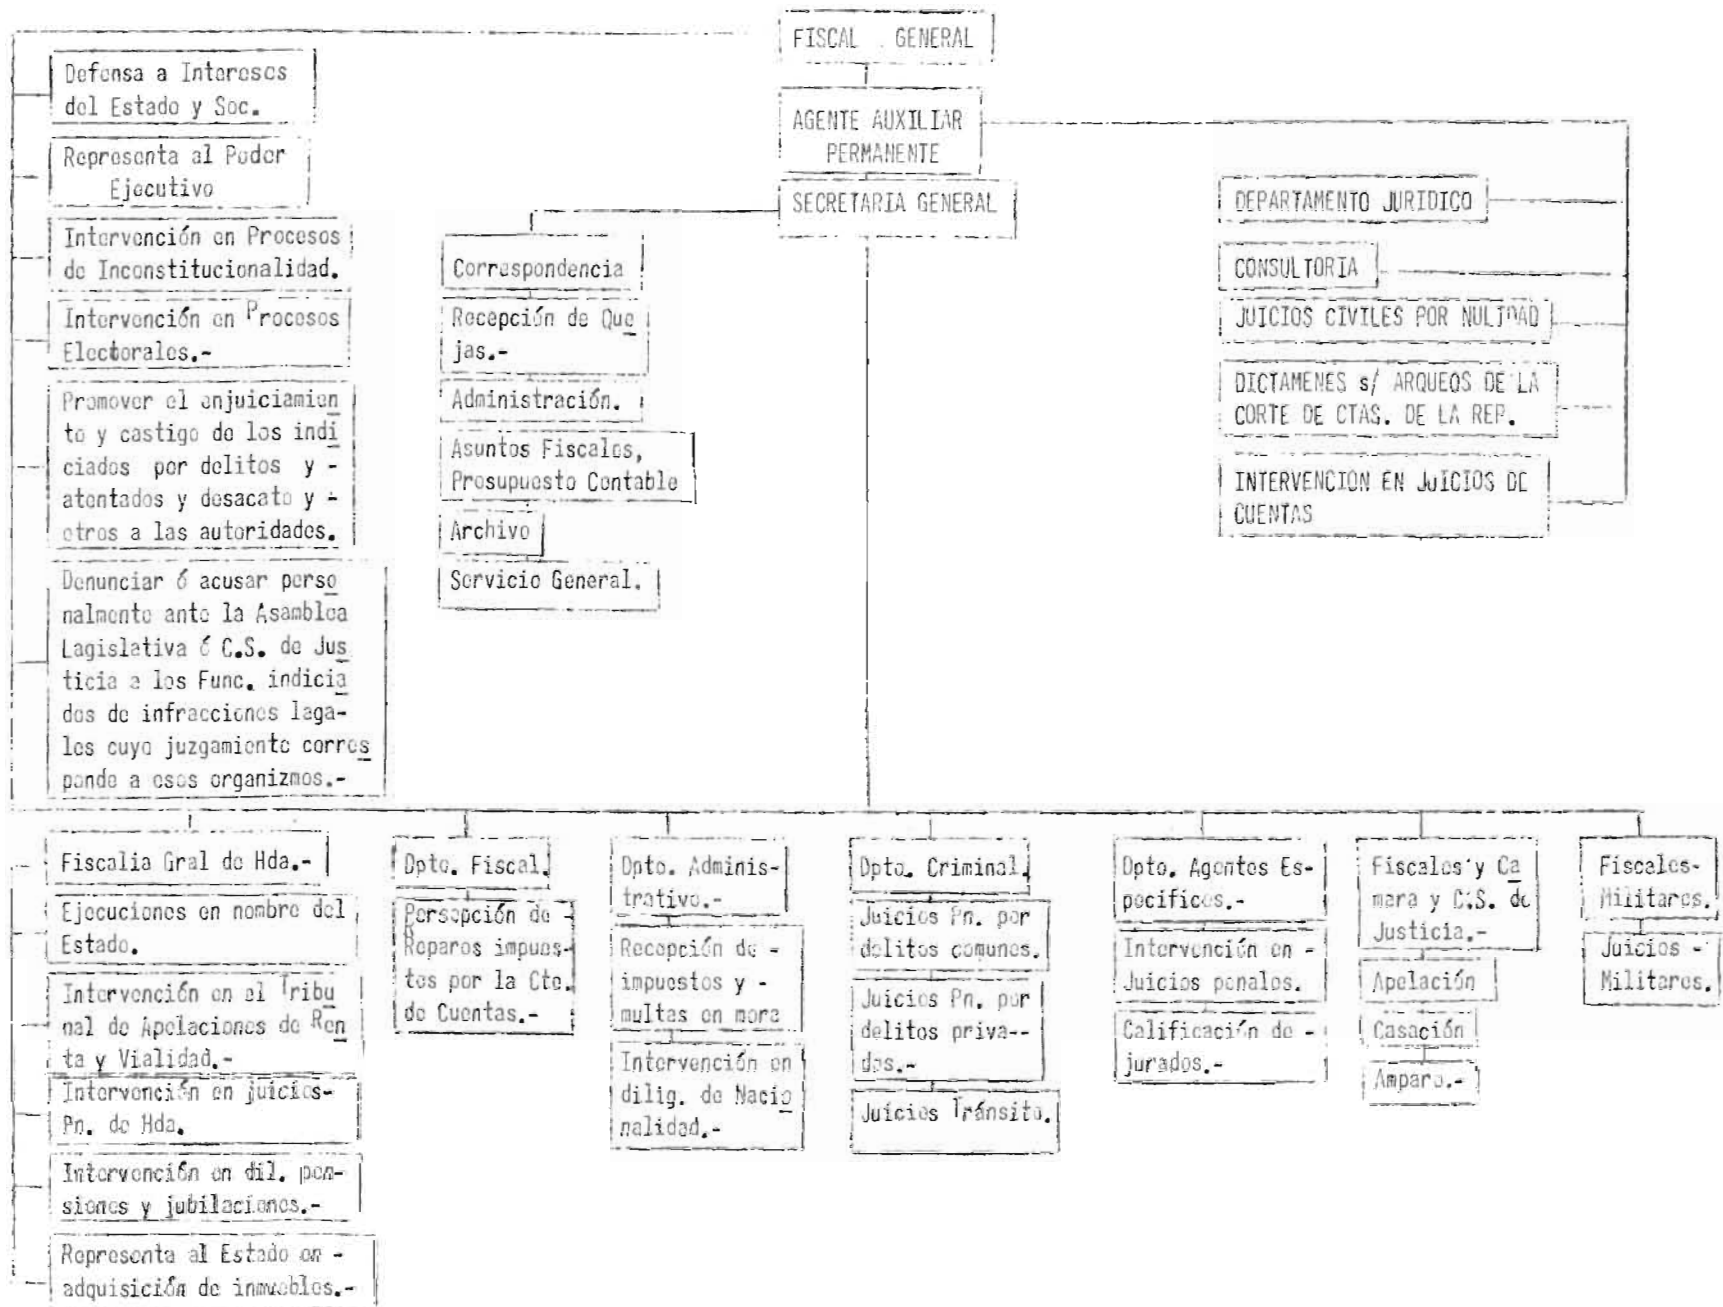 FISCAL . GENERAL
AGENTE AUXILIAR
PERMANENTE
SECRETARIA GENERAL
Defensa a Intereses
del Estado y Soc.
Representa al Poder
Ejecutivo
Intervención en Procesos
de Inconstitucionalidad.
Intervención en Procesos
Electorales.-
Promover el enjuiciamien
to y castigo de los indi
ciados por delitos y -
atentados y desacato y -
otros a las autoridades.
Denunciar ó acusar perso
nalmente ante la Asamblea
Lagislativa ó C.S. de Jus
ticia a los Func. indicia
dos de infracciones laga-
les cuyo juzgamiento corres
ponde a esos organizmos.-
Correspondencia
Recepción de Que
jas.-
Administración.
Asuntos Fiscales,
Presupuesto Contable
Archivo
Servicio General.
DEPARTAMENTO JURIDICO
CONSULTORIA
JUICIOS CIVILES POR NULIDAD
DICTAMENES s/ ARQUEOS DE LA
CORTE DE CTAS. DE LA REP.
INTERVENCION EN JUICIOS DE
CUENTAS
Fiscalia Gral de Hda.-
Ejecuciones en nombre del
Estado.
Intervención en el Tribu
nal de Apelaciones de Ren
ta y Vialidad.-
Intervención en juicios-
Pn. de Hda.
Intervención en dil. pen-
siones y jubilaciones.-
Representa al Estado en -
adquisición de inmuebles.-
Dpto. Fiscal.
Persepción de -
Reparos impues-
tos por la Cte.
de Cuentas.-
Dpto. Adminis-
trativo.-
Recepción de -
impuestos y -
multas en mora
Intervención en
dilig. de Nacio
nalidad.-
Dpto. Criminal.
Juicios Pn. por
delitos comunes.
Juicios Pn. por
delitos priva--
dos.-
Juicios Tránsito.
Dpto. Agentes Es-
pecificos.-
Intervención en -
Juicios penales.
Calificación de -
jurados.-
Fiscales y Ca
mara y C.S. de
Justicia.-
Apelación
Casación
Amparo.-
Fiscales-
Militares.
Juicios -
Militares.